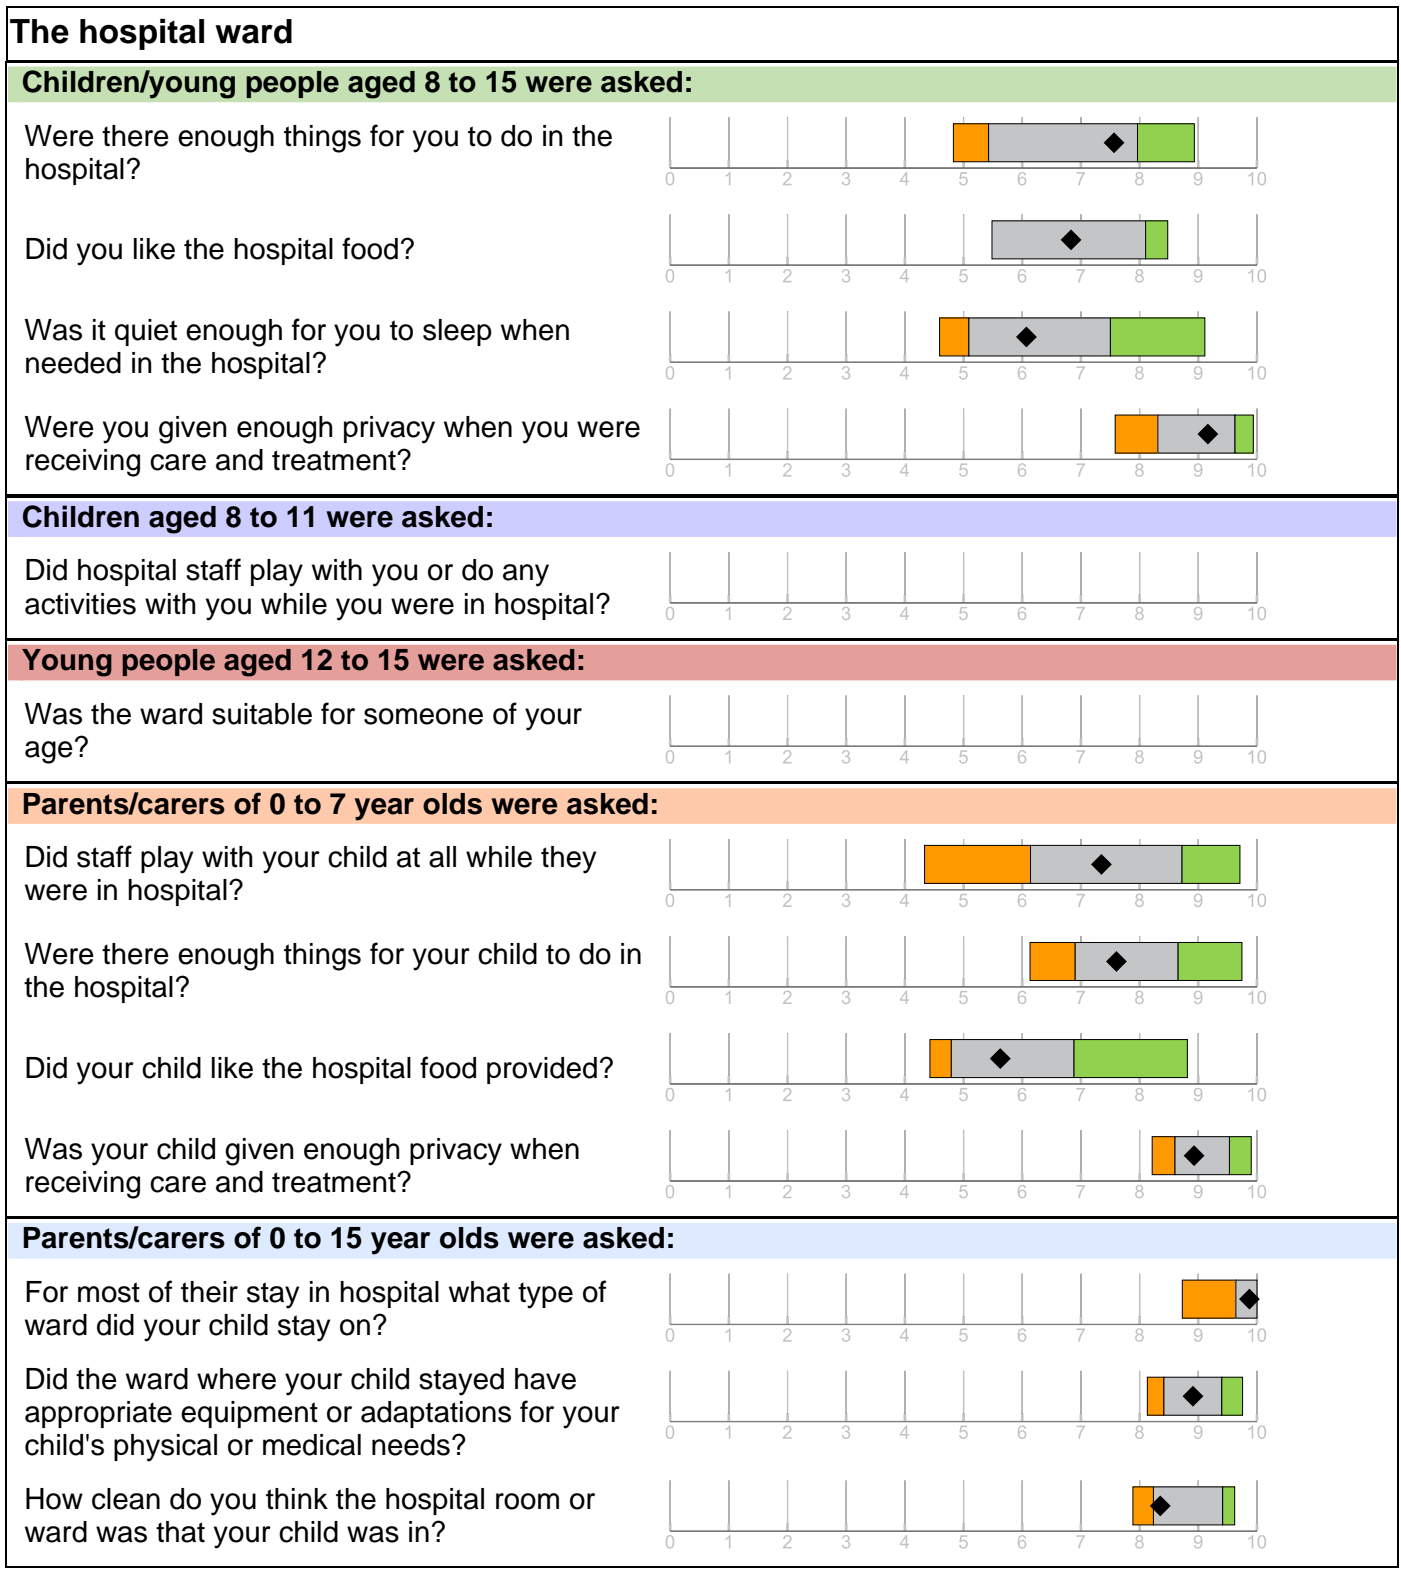 The hospital ward
Children/young people aged 8 to 15 were asked:
Were there enough things for you to do in the
hospital?
0 1 2 3 4 5 6 7 8 9 10
Did you like the hospital food?
0 1 2 3 4 5 6 7 8 9 10
Was it quiet enough for you to sleep when
needed in the hospital?
0 1 2 3 4 5 6 7 8 9 10
Were you given enough privacy when you were
receiving care and treatment?
0 1 2 3 4 5 6 7 8 9 10
Children aged 8 to 11 were asked:
Did hospital staff play with you or do any
activities with you while you were in hospital?
0 1 2 3 4 5 6 7 8 9 10
Young people aged 12 to 15 were asked:
Was the ward suitable for someone of your
age?
0 1 2 3 4 5 6 7 8 9 10
Parents/carers of 0 to 7 year olds were asked:
Did staff play with your child at all while they
were in hospital?
0 1 2 3 4 5 6 7 8 9 10
Were there enough things for your child to do in
the hospital?
0 1 2 3 4 5 6 7 8 9 10
Did your child like the hospital food provided?
0 1 2 3 4 5 6 7 8 9 10
Was your child given enough privacy when
receiving care and treatment?
0 1 2 3 4 5 6 7 8 9 10
Parents/carers of 0 to 15 year olds were asked:
For most of their stay in hospital what type of
ward did your child stay on?
0 1 2 3 4 5 6 7 8 9 10
Did the ward where your child stayed have
appropriate equipment or adaptations for your
child's physical or medical needs?
0 1 2 3 4 5 6 7 8 9 10
How clean do you think the hospital room or
ward was that your child was in?
0 1 2 3 4 5 6 7 8 9 10